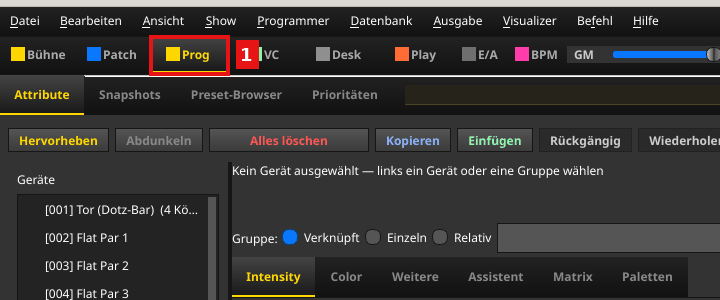 Datei Bearbeiten Ansicht Show Programmer Datenbank Ausgabe Visualizer Befehl Hilfe
Bühne Patch Prog 1 VC Desk Play E/A BPM GM
Attribute Snapshots Preset-Browser Prioritäten
Hervorheben Abdunkeln Alles löschen Kopieren Einfügen Rückgängig Wiederholen
Geräte
Kein Gerät ausgewählt — links ein Gerät oder eine Gruppe wählen
[001] Tor (Dotz-Bar) (4 Kö...
[002] Flat Par 1
[003] Flat Par 2
[004] Flat Par 3
Gruppe: Verknüpft Einzeln Relativ
Intensity Color Weitere Assistent Matrix Paletten